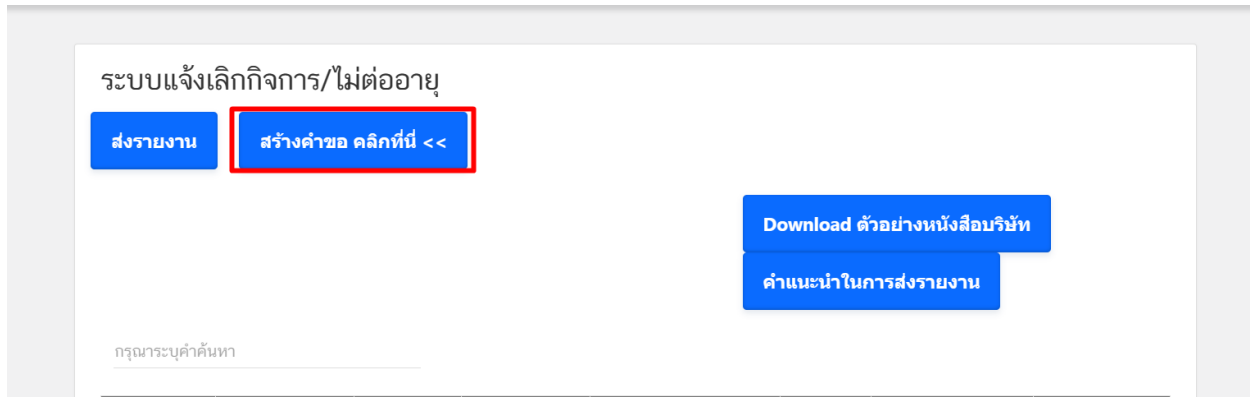 ระบบแจ้งเลิกกิจการ/ไม่ต่ออายุ
ส่งรายงาน
สร้างคำขอ คลิกที่นี่ <<
Download ตัวอย่างหนังสือบริษัท
คำแนะนำในการส่งรายงาน
กรุณาระบุคำค้นหา